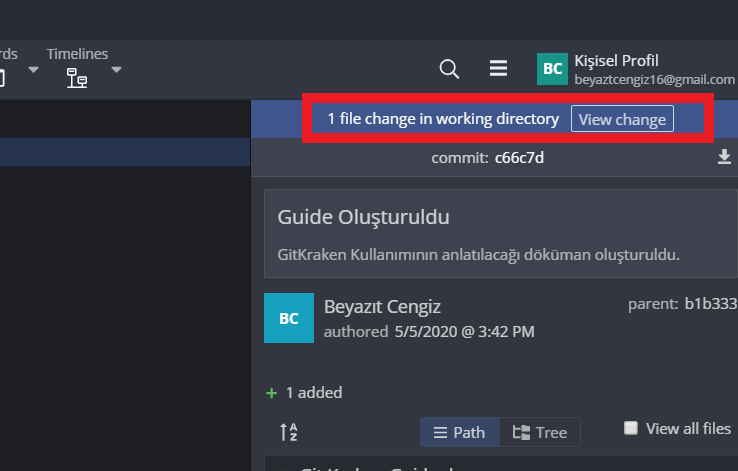 Timelines
BC
Kişisel Profil
beyaztcengiz16@gmail.com
1 file change in working directory
View change
commit: c66c7d
Guide Oluşturuldu
GitKraken Kullanımının anlatılacağı döküman oluşturuldu.
BC
Beyazıt Cengiz
authored 5/5/2020 @ 3:42 PM
parent: b1b333
+ 1 added
A
Z
Path
Tree
View all files